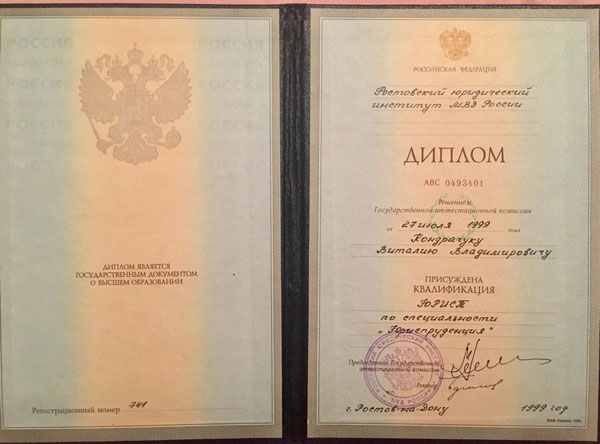 ДИПЛОМ ЯВЛЯЕТСЯ
ГОСУДАРСТВЕННЫМ ДОКУМЕНТОМ
О ВЫСШЕМ ОБРАЗОВАНИИ
Регистрационный номер 741
РОССИЙСКАЯ ФЕДЕРАЦИЯ
Ростовский юридический
институт МВД России
ДИПЛОМ
АВС 0493401
Решением
Государственной аттестационной комиссии
от 27 июля 1999 года
Кондрачуку
Виталию Владимировичу
ПРИСУЖДЕНА
КВАЛИФИКАЦИЯ
ЮРИСТ
по специальности
„Юриспруденция"
Председатель Государственной
аттестационной комиссии
Ректор
г. Ростов-на-Дону 1999 год